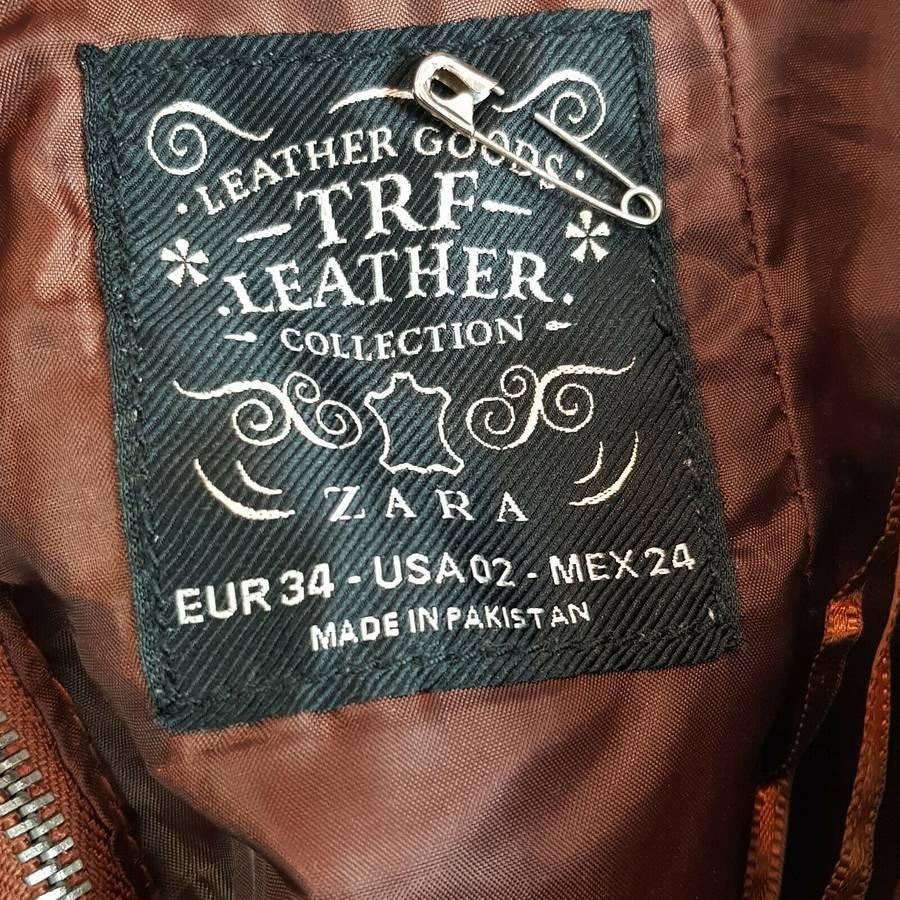 · LEATHER GOODS ·
- TRF -
· LEATHER ·
- COLLECTION -
ZARA
EUR 34 - USA 02 - MEX 24
MADE IN PAKISTAN